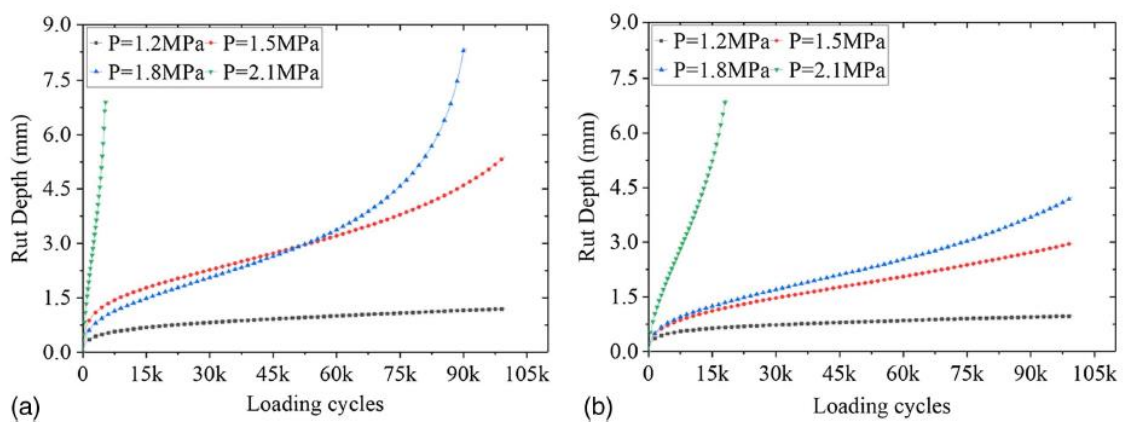 9.0
7.5
6.0
4.5
3.0
1.5
0.0
Rut Depth (mm)
P=1.2MPa P=1.5MPa
P=1.8MPa P=2.1MPa
0 15k 30k 45k 60k 75k 90k 105k
Loading cycles
(a)
9.0
7.5
6.0
4.5
3.0
1.5
0.0
Rut Depth (mm)
P=1.2MPa P=1.5MPa
P=1.8MPa P=2.1MPa
0 15k 30k 45k 60k 75k 90k 105k
Loading cycles
(b)